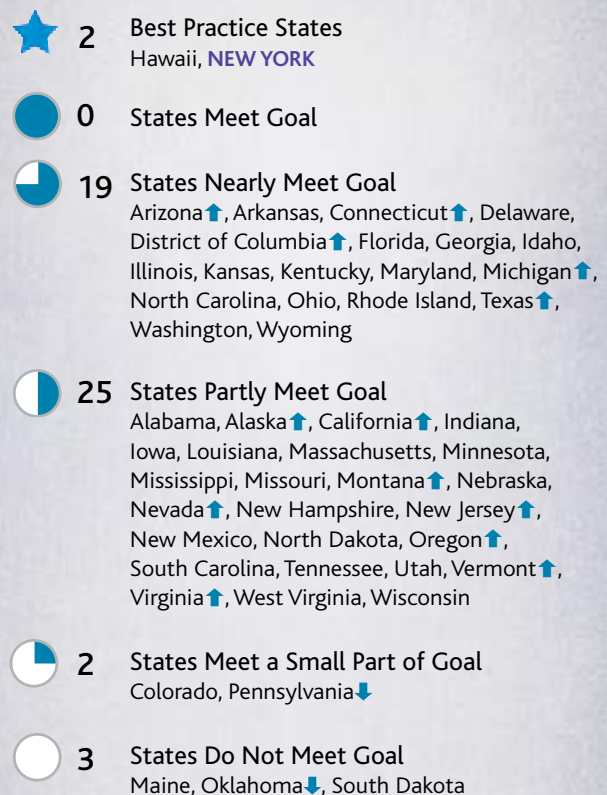 2 Best Practice States
Hawaii, NEW YORK
0 States Meet Goal
19 States Nearly Meet Goal
Arizona⬆, Arkansas, Connecticut⬆, Delaware,
District of Columbia⬆, Florida, Georgia, Idaho,
Illinois, Kansas, Kentucky, Maryland, Michigan⬆,
North Carolina, Ohio, Rhode Island, Texas⬆,
Washington, Wyoming
25 States Partly Meet Goal
Alabama, Alaska⬆, California⬆, Indiana,
Iowa, Louisiana, Massachusetts, Minnesota,
Mississippi, Missouri, Montana⬆, Nebraska,
Nevada⬆, New Hampshire, New Jersey⬆,
New Mexico, North Dakota, Oregon⬆,
South Carolina, Tennessee, Utah, Vermont⬆,
Virginia⬆, West Virginia, Wisconsin
2 States Meet a Small Part of Goal
Colorado, Pennsylvania⬇
3 States Do Not Meet Goal
Maine, Oklahoma⬇, South Dakota